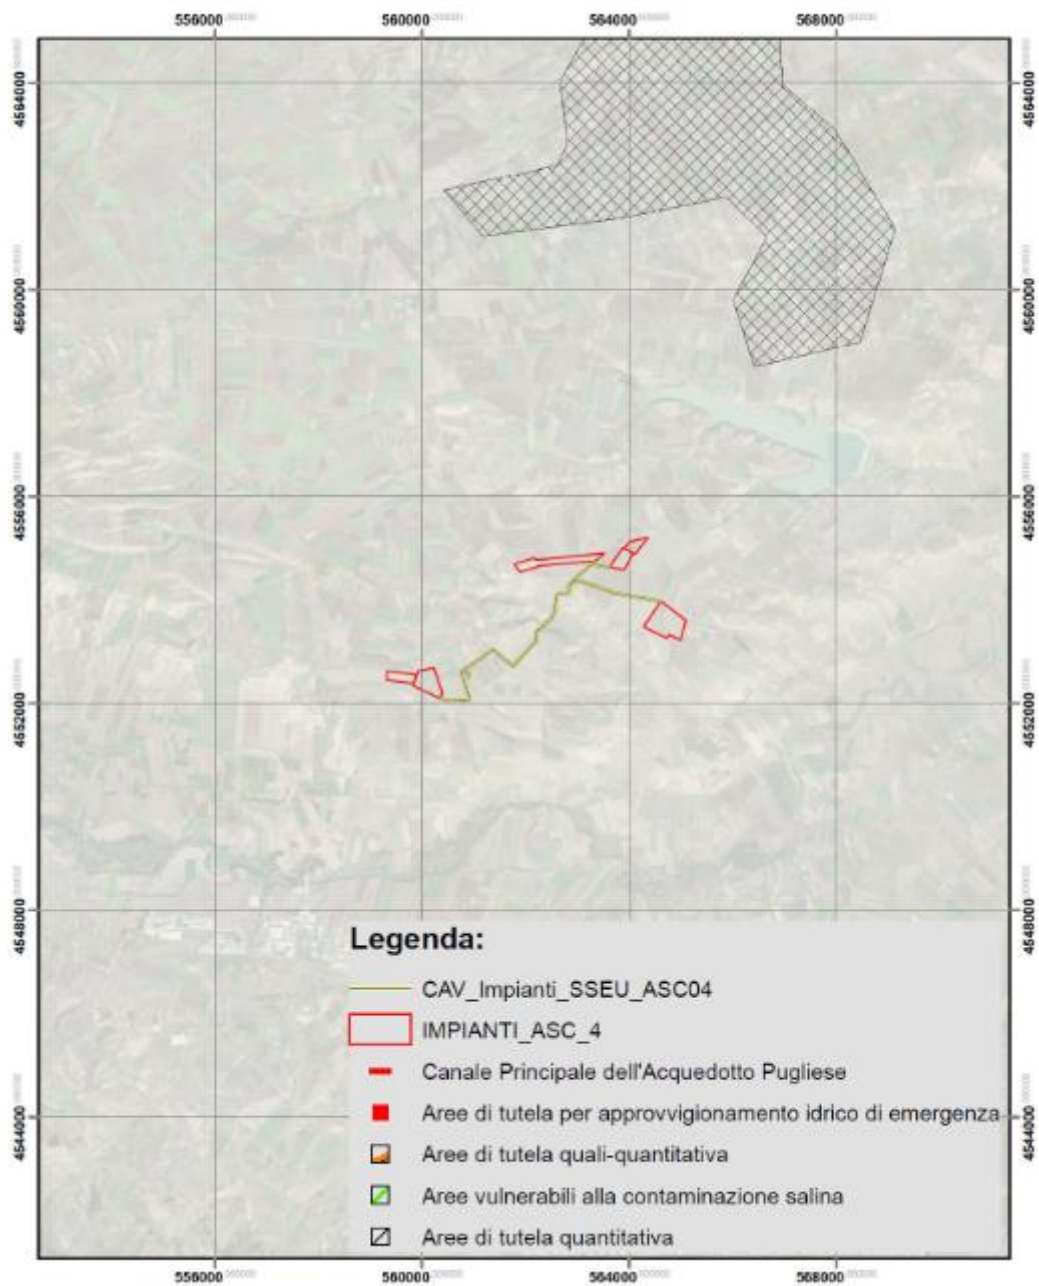 556000 560000 564000 568000
4564000 4564000
4560000 4560000
4556000 4556000
4552000 4552000
4548000 4548000
Legenda:
CAV_Impianti_SSEU_ASC04
IMPIANTI_ASC_4
Canale Principale dell'Acquedotto Pugliese
Aree di tutela per approvvigionamento idrico di emergenza
4544000 4544000
Aree di tutela quali-quantitativa
Aree vulnerabili alla contaminazione salina
Aree di tutela quantitativa
556000 560000 564000 568000